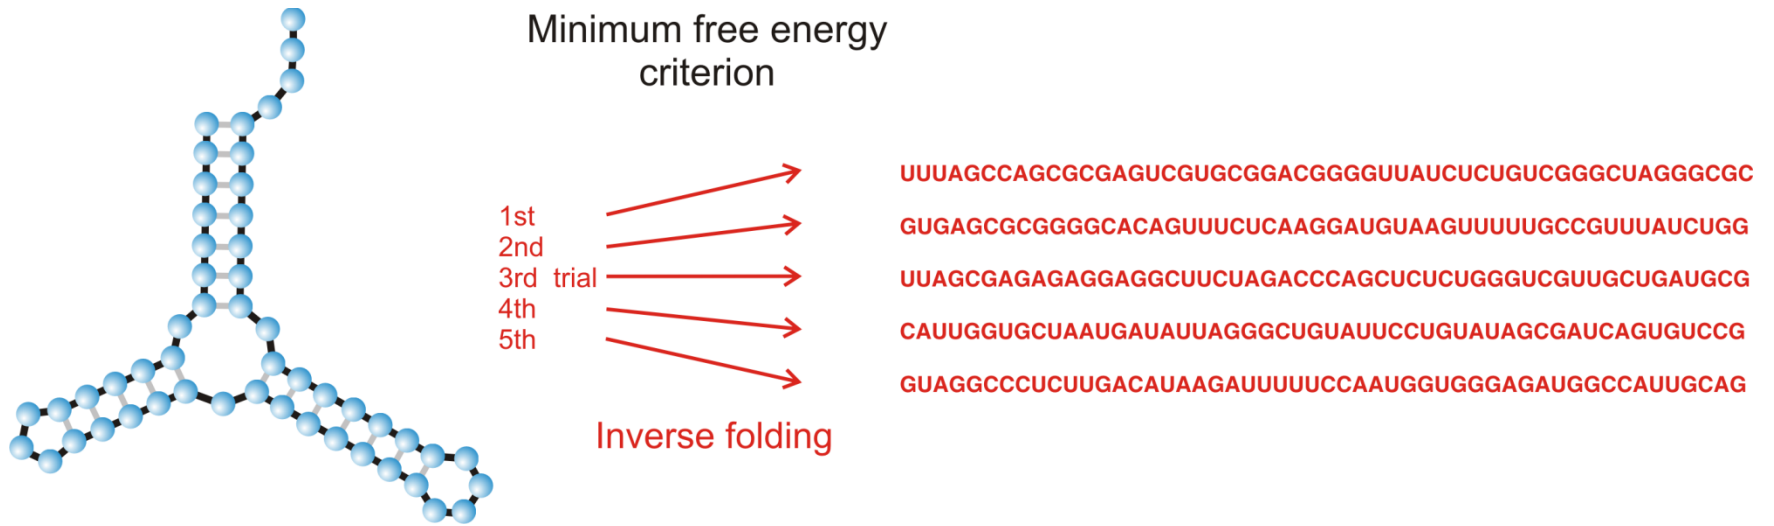 Minimum free energy
criterion
1st
2nd
3rd trial
4th
5th
UUUAGCCAGCGCGAGUCGUGCGGACGGGGUUAUCUCUGUCGGGCUAGGGCGC
GUGAGCGCGGGGCACAGUUUCUCAAGGAUGUAAGUUUUUGCCGUUUAUCUGG
UUAGCGAGAGAGGAGGCUUCUAGACCCAGCUCUCUGGGUCGUUGCUGAUGCG
CAUUGGUGCUAAUGAUAUUAGGGCUGUAUUCCUGUAUAGCGAUCAGUGUCCG
GUAGGCCCUCUUGACAUAAGAUUUUUCCAAUGGUGGGAGAUGGCCAUUGCAG
Inverse folding